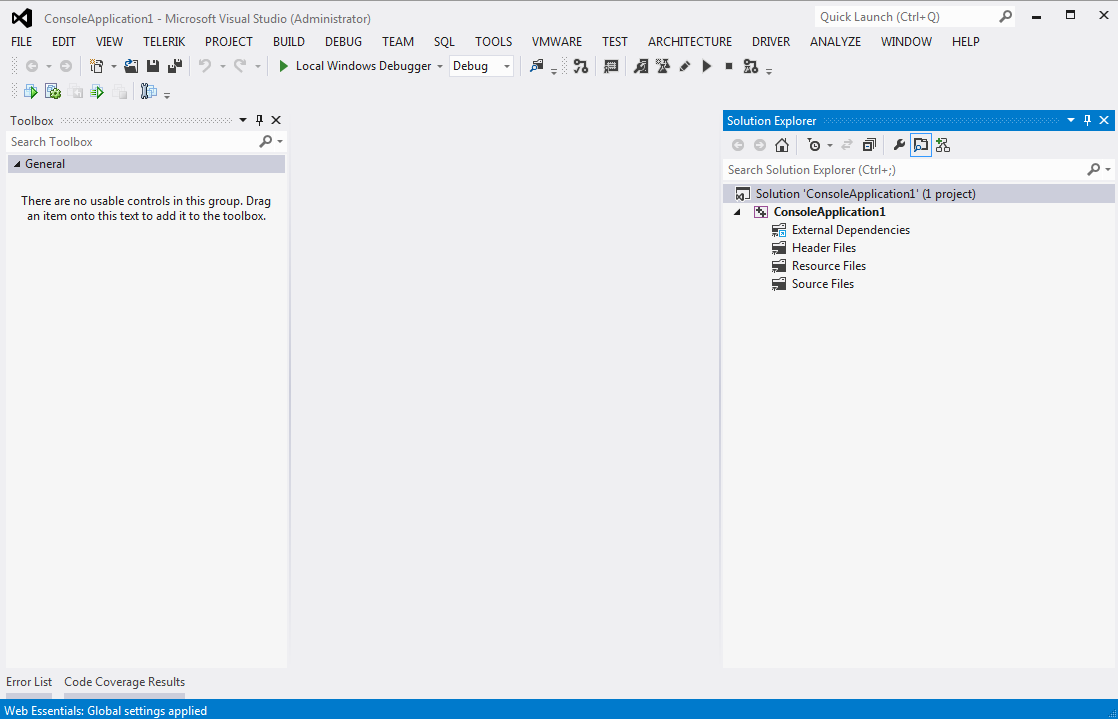 ConsoleApplication1 - Microsoft Visual Studio (Administrator)
Quick Launch (Ctrl+Q)
FILE EDIT VIEW TELERIK PROJECT BUILD DEBUG TEAM SQL TOOLS VMWARE TEST ARCHITECTURE DRIVER ANALYZE WINDOW HELP
Local Windows Debugger Debug
Toolbox
Search Toolbox
General
There are no usable controls in this group. Drag
an item onto this text to add it to the toolbox.
Solution Explorer
Search Solution Explorer (Ctrl+;)
Solution 'ConsoleApplication1' (1 project)
ConsoleApplication1
External Dependencies
Header Files
Resource Files
Source Files
Error List Code Coverage Results
Web Essentials: Global settings applied